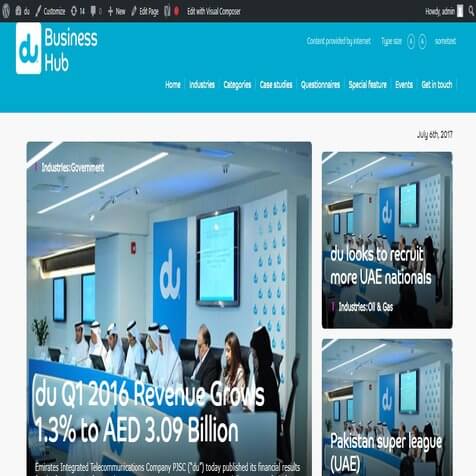 du Customize 14 0 New Edit Page Edit with Visual Composer Howdy, admin
du Business Hub
Content provided by internet Type size A A sometext
Home Industries Categories Case studies Questionnaires Special feature Events Get in touch
July 6th, 2017
Industries:Government
du
du
du Q1 2016 Revenue Grows
1.3% to AED 3.09 Billion
Emirates Integrated Telecommunications Company PJSC ("du") today published its financial results
du looks to recruit
more UAE nationals
Industries:Oil & Gas
Pakistan super league
(UAE)